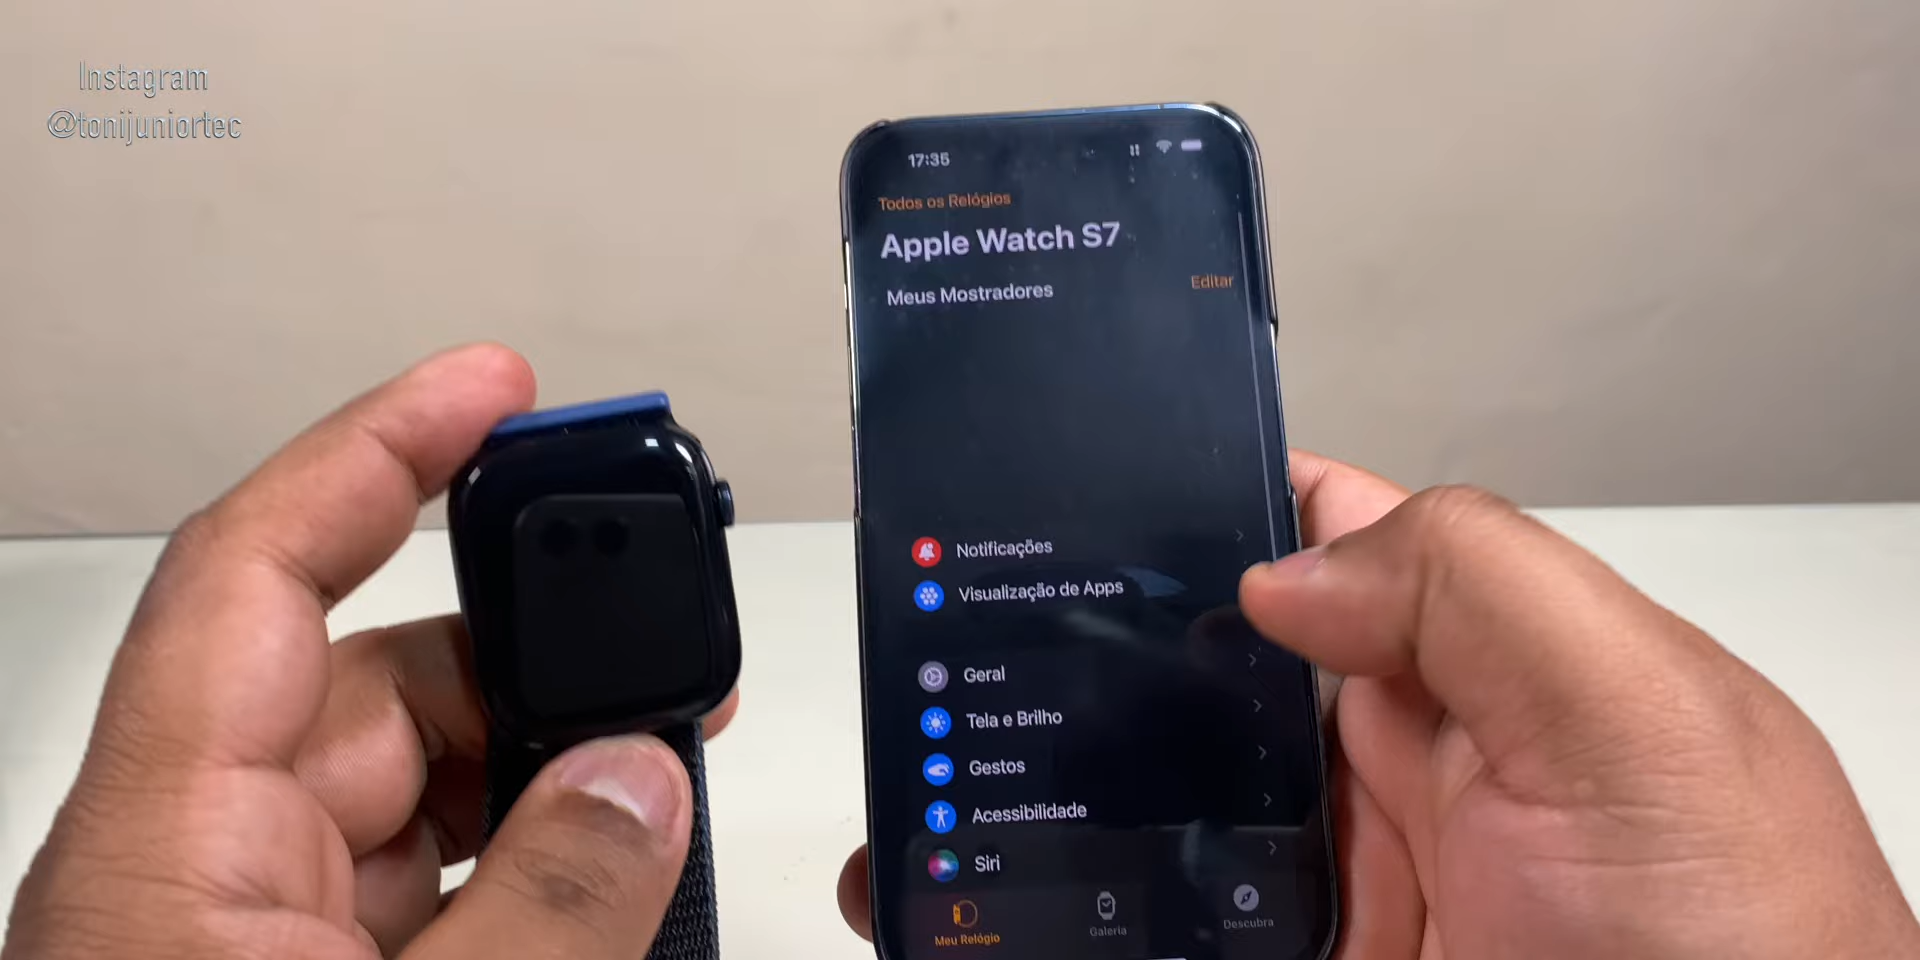 Instagram
@tonijuniortec
17:35
Todos os Relógios
Apple Watch S7
Meus Mostradores
Editar
Notificações
Visualização de Apps
Geral
Tela e Brilho
Gestos
Acessibilidade
Siri
Meu Relógio
Galeria
Descubra